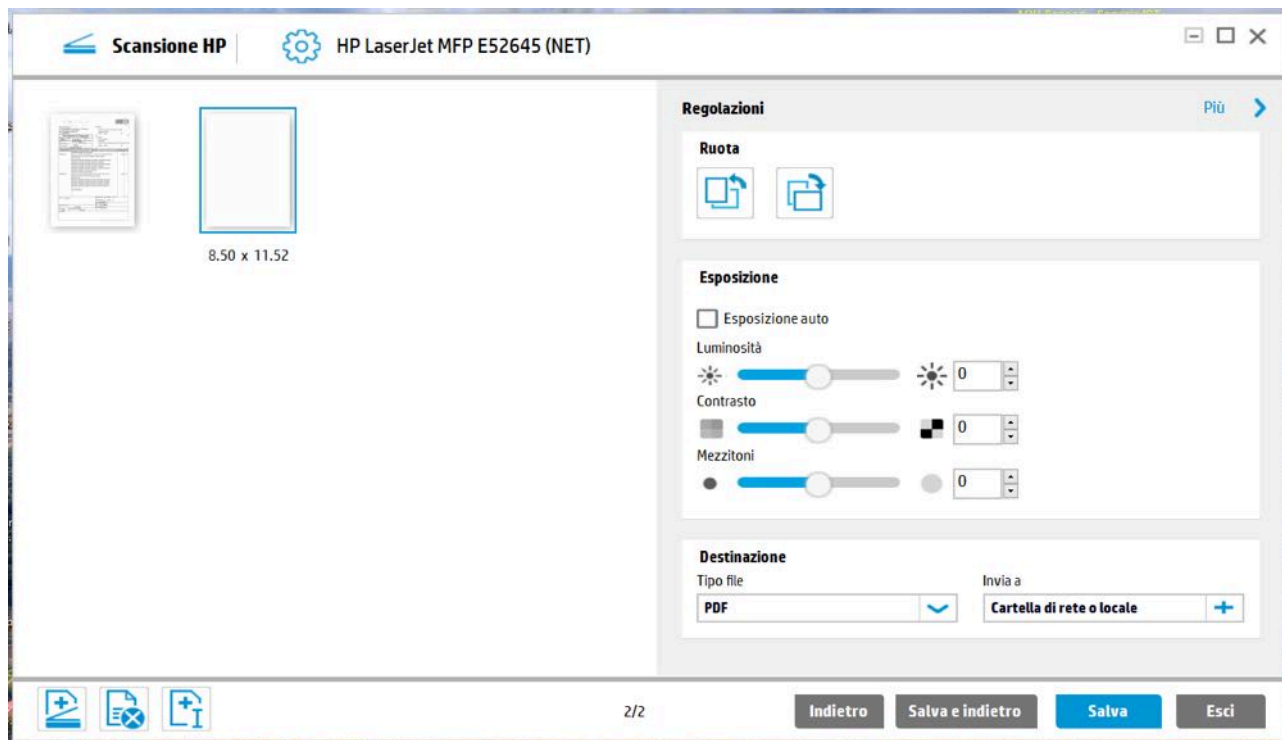 Scansione HP
HP LaserJet MFP E52645 (NET)
8.50 x 11.52
Regolazioni
Più
Ruota
Esposizione
Esposizione auto
Luminosità
0
Contrasto
0
Mezzitoni
0
Destinazione
Tipo file
Invia a
PDF
Cartella di rete o locale
2/2
Indietro
Salva e indietro
Salva
Esci